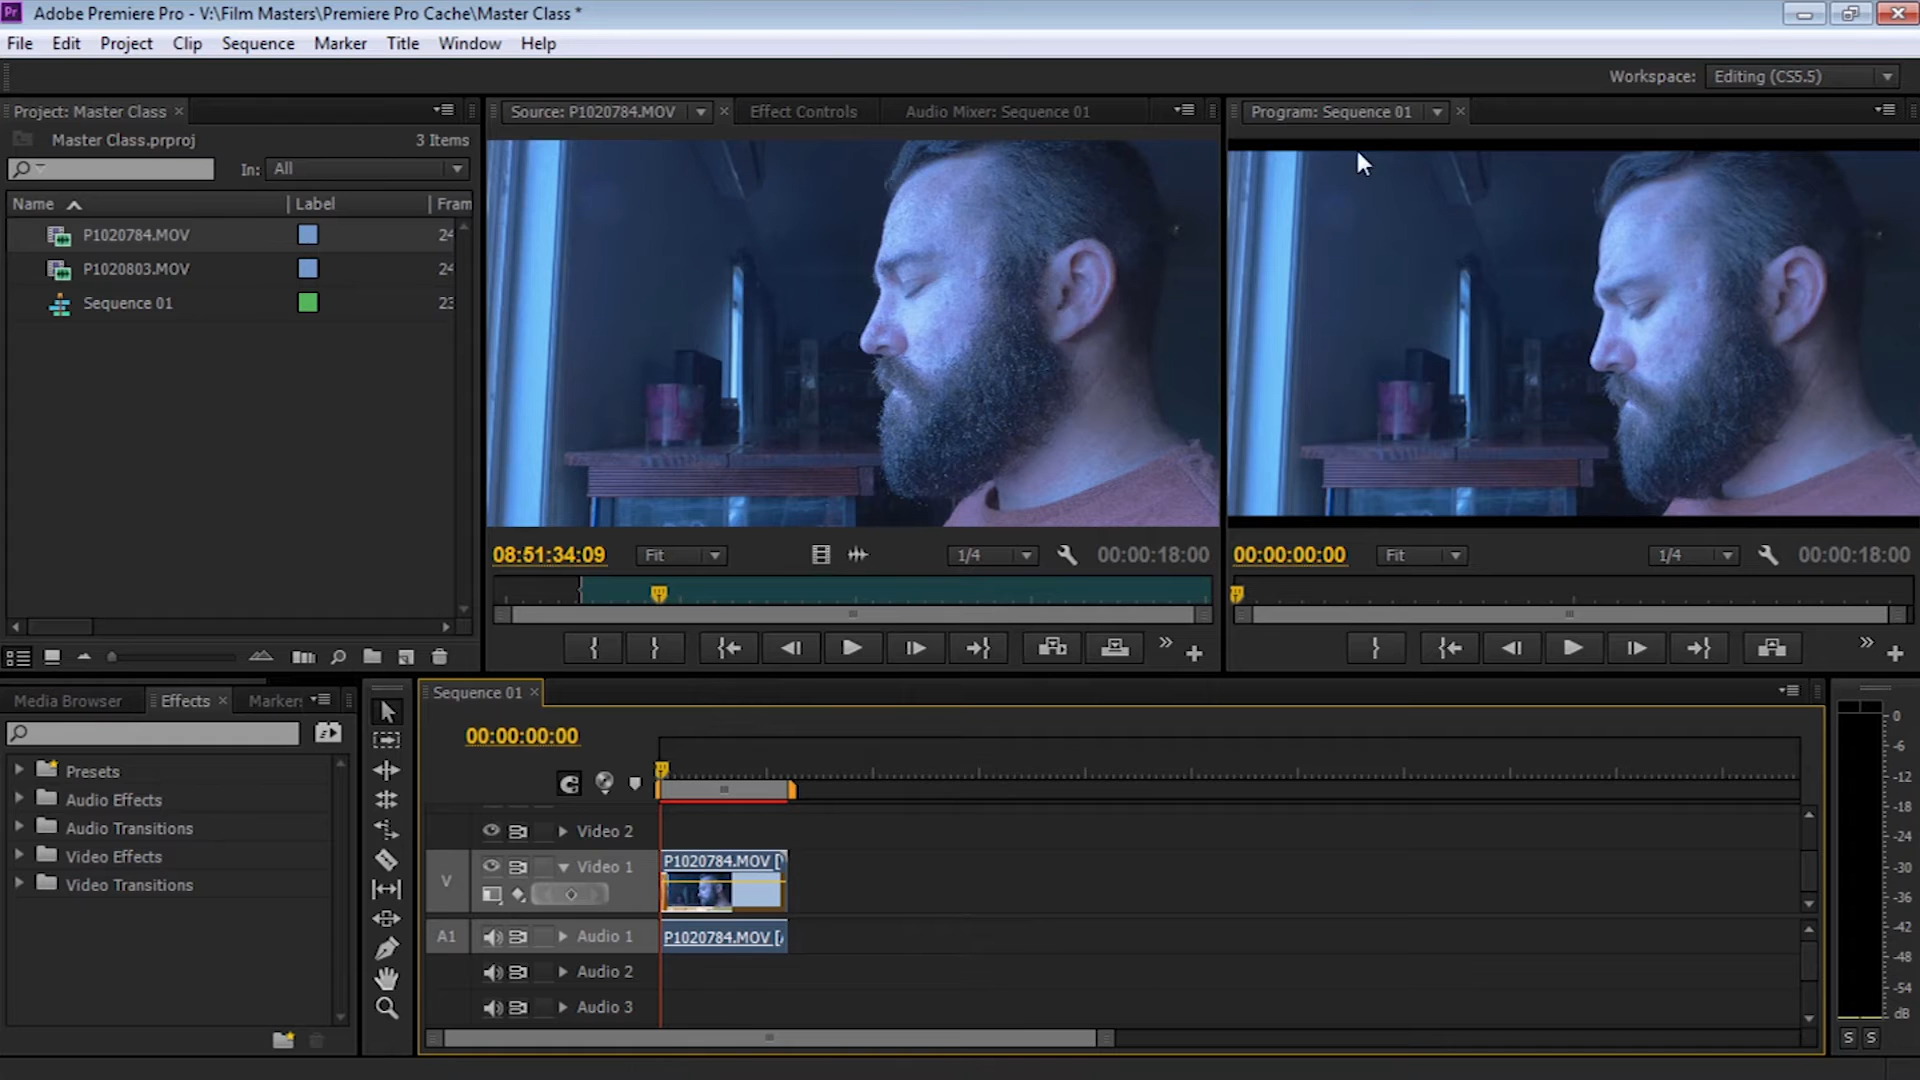 Adobe Premiere Pro - V:\Film Masters\Premiere Pro Cache\Master Class *
File Edit Project Clip Sequence Marker Title Window Help
Workspace: Editing (CS5.5)
Project: Master Class
Master Class.prproj 3 Items
In: All
Name Label Fram
P1020784.MOV 24
P1020803.MOV 24
Sequence 01 23
Source: P1020784.MOV Effect Controls Audio Mixer: Sequence 01
08:51:34:09 Fit 1/4 00:00:18:00
Program: Sequence 01
00:00:00:00 Fit 1/4 00:00:18:00
Media Browser Effects Marker
Presets
Audio Effects
Audio Transitions
Video Effects
Video Transitions
Sequence 01
00:00:00:00
Video 2
V Video 1 P1020784.MOV [V
A1 Audio 1 P1020784.MOV [A
Audio 2
Audio 3
0
-6
-12
-18
-24
-30
-36
-42
-48
-54
dB
S S